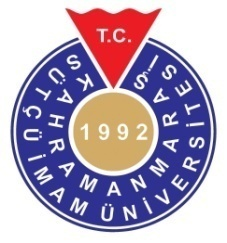 T.C.
KAHRAMANMARAŞ
SÜTÇÜ İMAM ÜNİVERSİTESİ
1992